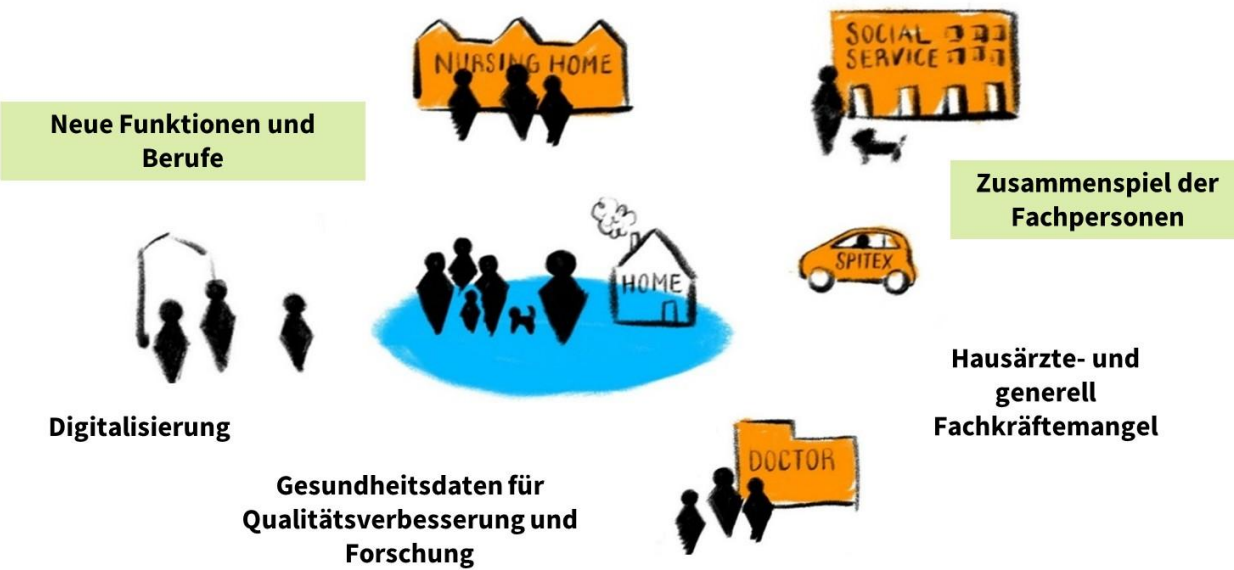 NURSING HOME
SOCIAL
SERVICE
Neue Funktionen und
Berufe
Zusammenspiel der
Fachpersonen
HOME
SPITEX
Hausärzte- und
generell
Fachkräftemangel
Digitalisierung
DOCTOR
Gesundheitsdaten für
Qualitätsverbesserung und
Forschung